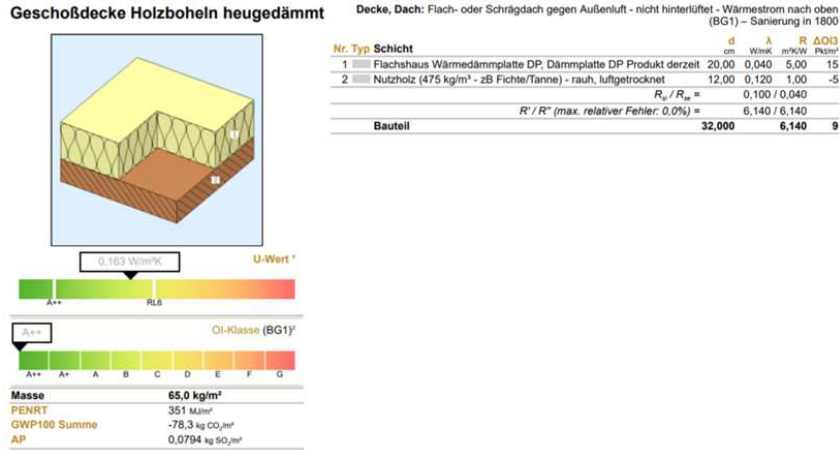 Geschoßdecke Holzboheln heugedämmt
Decke, Dach: Flach- oder Schrägdach gegen Außenluft - nicht hinterlüftet - Wärmestrom nach oben
(BG1) – Sanierung in 1800
d λ R ΔOI3
Nr. Typ Schicht cm W/mK m²K/W Pkt/m²
1 Flachshaus Wärmedämmplatte DP, Dämmplatte DP Produkt derzeit 20,00 0,040 5,00 15
2 Nutzholz (475 kg/m³ - zB Fichte/Tanne) - rauh, luftgetrocknet 12,00 0,120 1,00 -5
Rsi / Rse = 0,100 / 0,040
R' / R'' (max. relativer Fehler: 0,0%) = 6,140 / 6,140
Bauteil 32,000 6,140 9
1
2
0,163 W/m²K
U-Wert ¹
A++ RL6
A++
OI-Klasse (BG1)²
A++ A+ A B C D E F G
Masse 65,0 kg/m²
PENRT 351 MJ/m²
GWP100 Summe -78,3 kg CO₂/m²
AP 0,0794 kg SO₂/m²